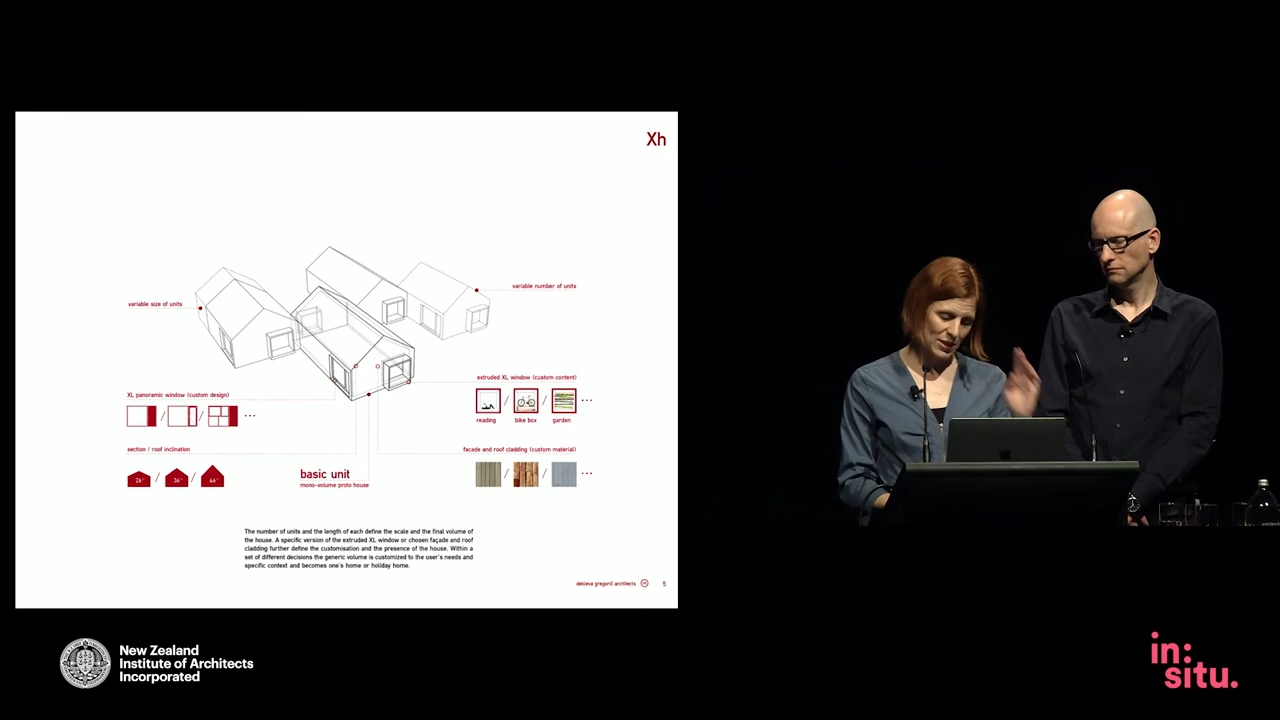 Xh
variable number of units
variable size of units
extruded XL window (custom content)
XL panoramic window (custom design)
reading
bike box
garden
section / roof inclination
facade and roof cladding (custom material)
26°
36°
46°
basic unit
mono-volume proto house
The number of units and the length of each define the scale and the final volume of
the house. A specific version of the extruded XL window or chosen façade and roof
cladding further define the customisation and the presence of the house. Within a
set of different decisions the generic volume is customized to the user's needs and
specific context and becomes one's home or holiday home.
dekleva gregorič architects
5
New Zealand
Institute of Architects
Incorporated
in:
situ.